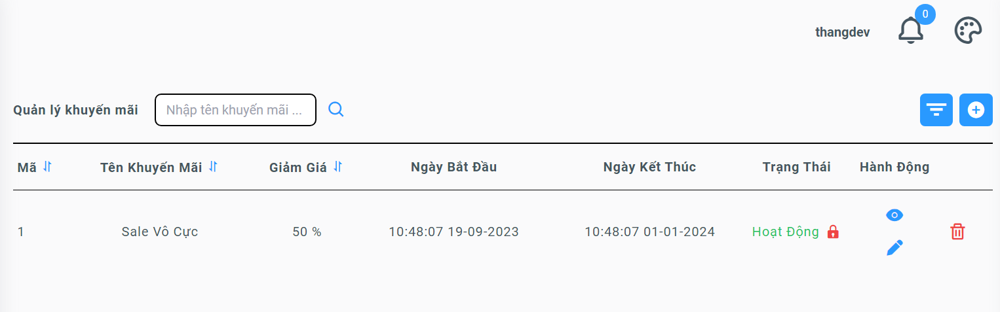 0
thangdev
Quản lý khuyến mãi Nhập tên khuyến mãi ...
Mã Tên Khuyến Mãi Giảm Giá Ngày Bắt Đầu Ngày Kết Thúc Trạng Thái Hành Động
1 Sale Vô Cực 50 % 10:48:07 19-09-2023 10:48:07 01-01-2024 Hoạt Động